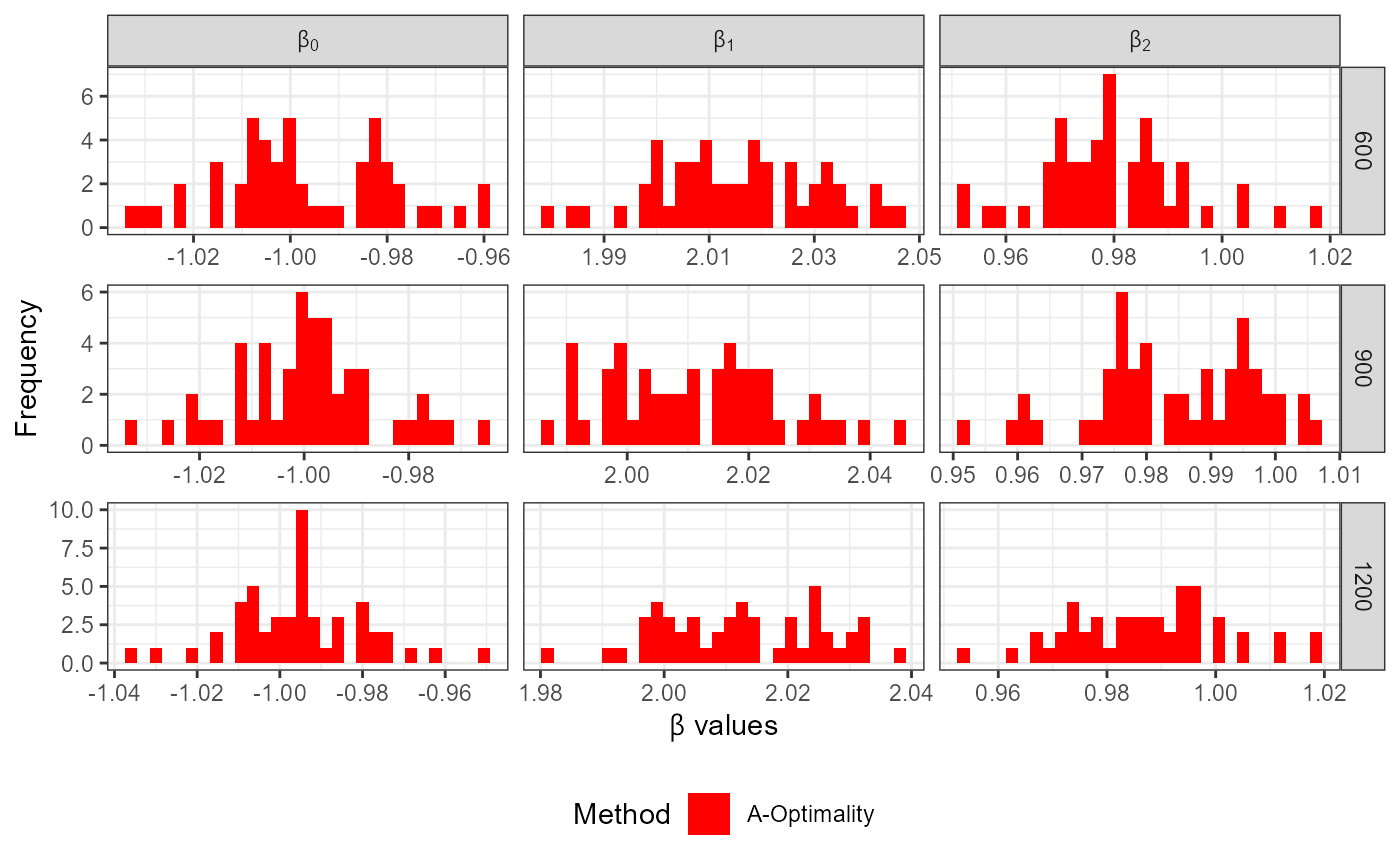 β₀ β₁ β₂
6
4
2
0
600
-1.02 -1.00 -0.98 -0.96 1.99 2.01 2.03 2.05 0.96 0.98 1.00 1.02
6
4
2
0
900
-1.02 -1.00 -0.98 2.00 2.02 2.04 0.95 0.96 0.97 0.98 0.99 1.00 1.01
10.0
7.5
5.0
2.5
0.0
1200
-1.04 -1.02 -1.00 -0.98 -0.96 1.98 2.00 2.02 2.04 0.96 0.98 1.00 1.02
Frequency
β values
Method A-Optimality